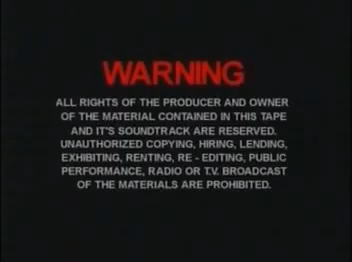 WARNING
ALL RIGHTS OF THE PRODUCER AND OWNER
OF THE MATERIAL CONTAINED IN THIS TAPE
AND IT'S SOUNDTRACK ARE RESERVED.
UNAUTHORIZED COPYING, HIRING, LENDING,
EXHIBITING, RENTING, RE - EDITING, PUBLIC
PERFORMANCE, RADIO OR T.V. BROADCAST
OF THE MATERIALS ARE PROHIBITED.